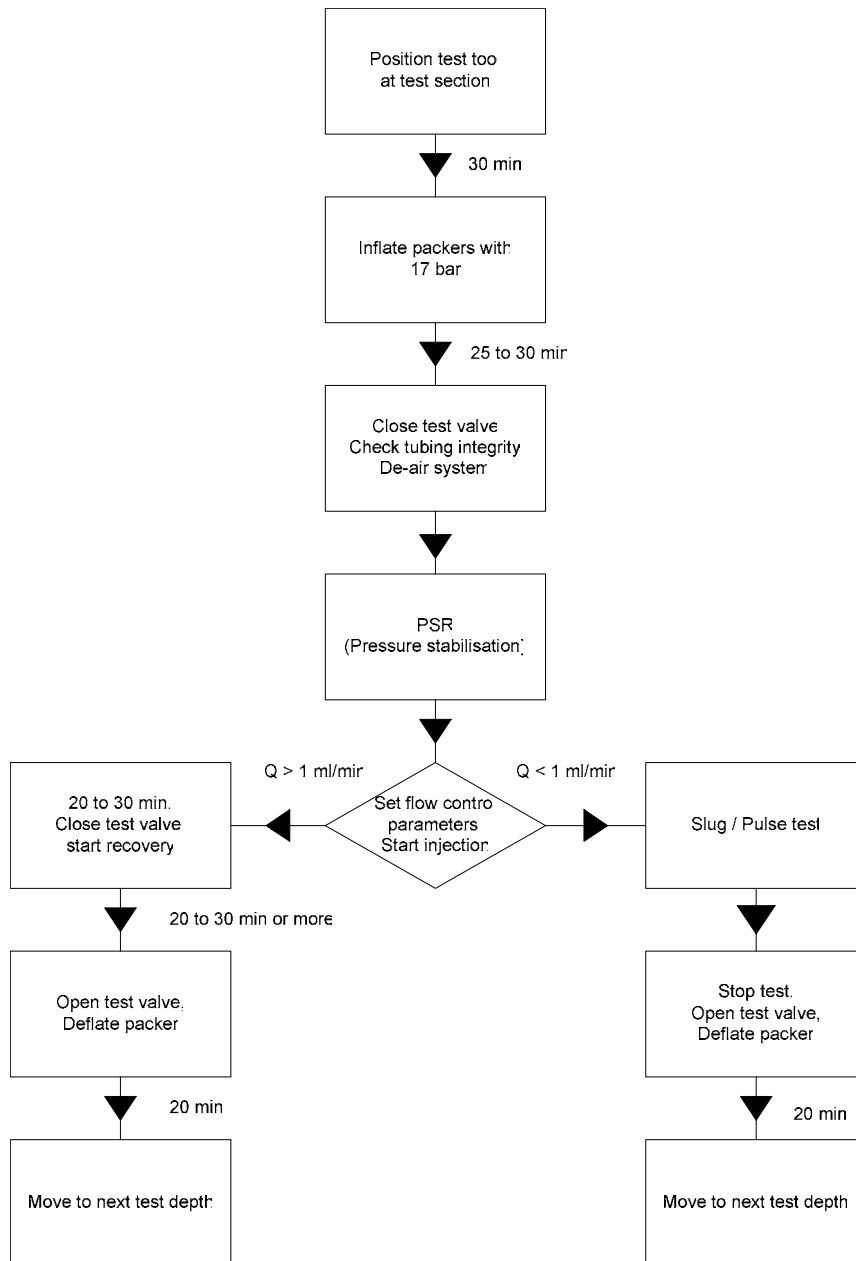 Position test too
at test section
30 min
Inflate packers with
17 bar
25 to 30 min
Close test valve
Check tubing integrity
De-air system
PSR
(Pressure stabilisation)
Q > 1 ml/min
Q < 1 ml/min
20 to 30 min.
Close test valve
start recovery
Set flow contro
parameters
Start injection
Slug / Pulse test
20 to 30 min or more
Open test valve,
Deflate packer
Stop test.
Open test valve,
Deflate packer
20 min
20 min
Move to next test depth
Move to next test depth